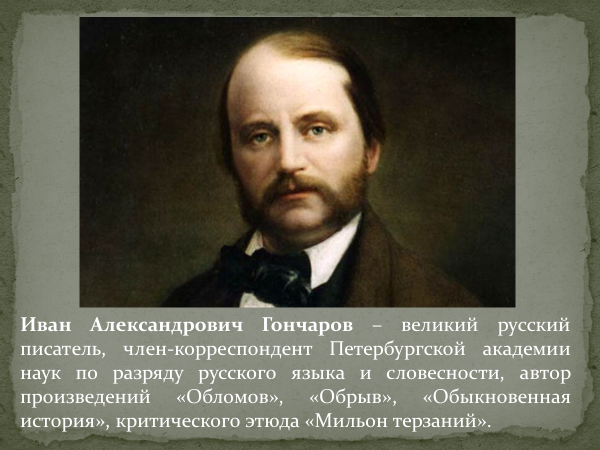 Иван Александрович Гончаров – великий русский
писатель, член-корреспондент Петербургской академии
наук по разряду русского языка и словесности, автор
произведений «Обломов», «Обрыв», «Обыкновенная
история», критического этюда «Мильон терзаний».